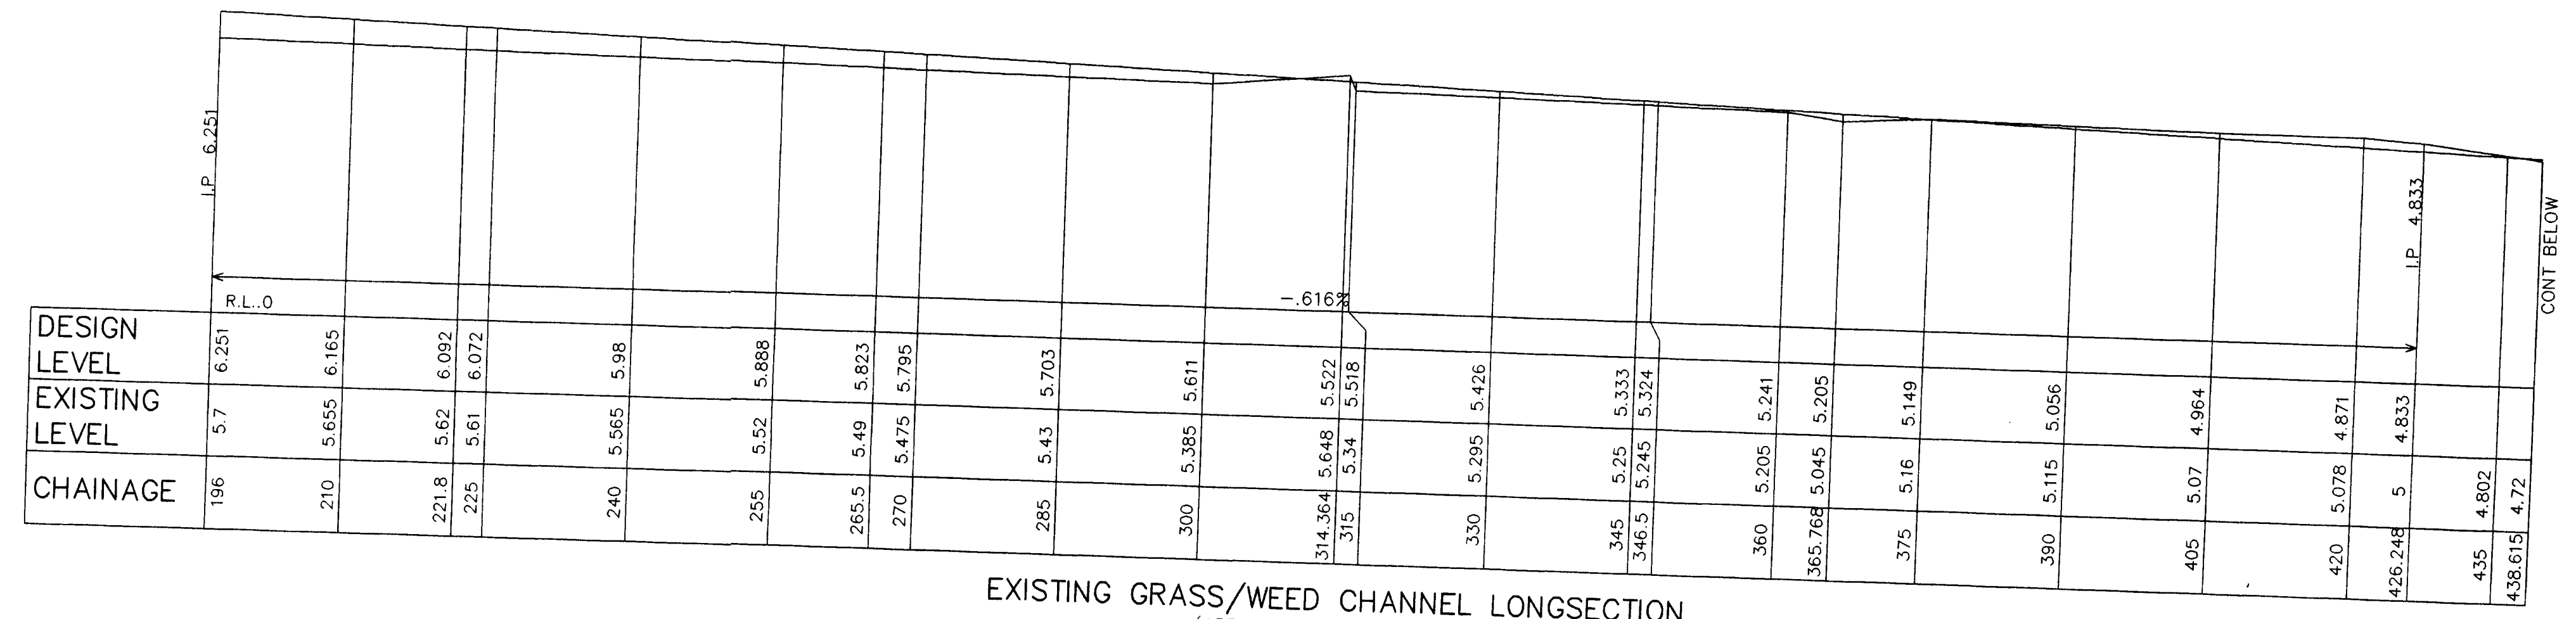 I.P 6.251
I.P 4.833
CONT BELOW
R.L..0
-.616%
DESIGN LEVEL 6.251 6.165 6.092 6.072 5.98 5.888 5.823 5.795 5.703 5.611 5.522 5.518 5.426 5.333 5.324 5.241 5.205 5.149 5.056 4.964 4.871 4.833
EXISTING LEVEL 5.7 5.655 5.62 5.61 5.565 5.52 5.49 5.475 5.43 5.385 5.648 5.34 5.295 5.25 5.245 5.205 5.045 5.16 5.115 5.07 5.078 5 4.802 4.72
CHAINAGE 196 210 221.8 225 240 255 265.5 270 285 300 314.364 315 330 345 346.5 360 365.768 375 390 405 420 426.248 435 438.615
EXISTING GRASS/WEED CHANNEL LONGSECTION